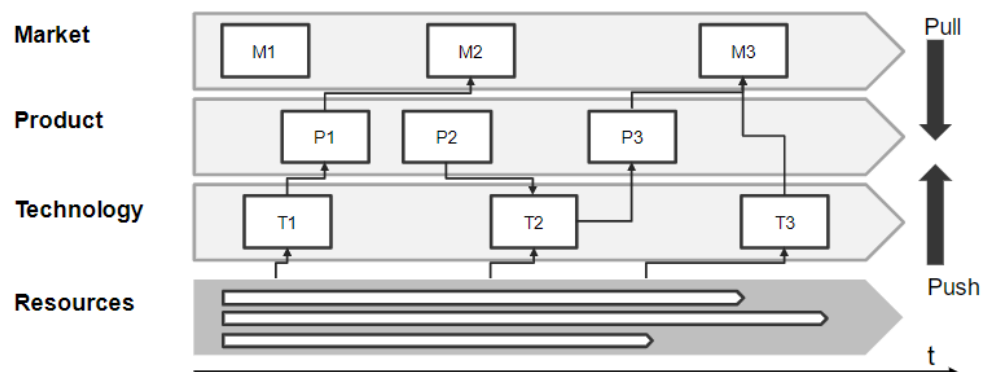 Market
M1
M2
M3
Pull
Product
P1
P2
P3
Technology
T1
T2
T3
Push
Resources
t